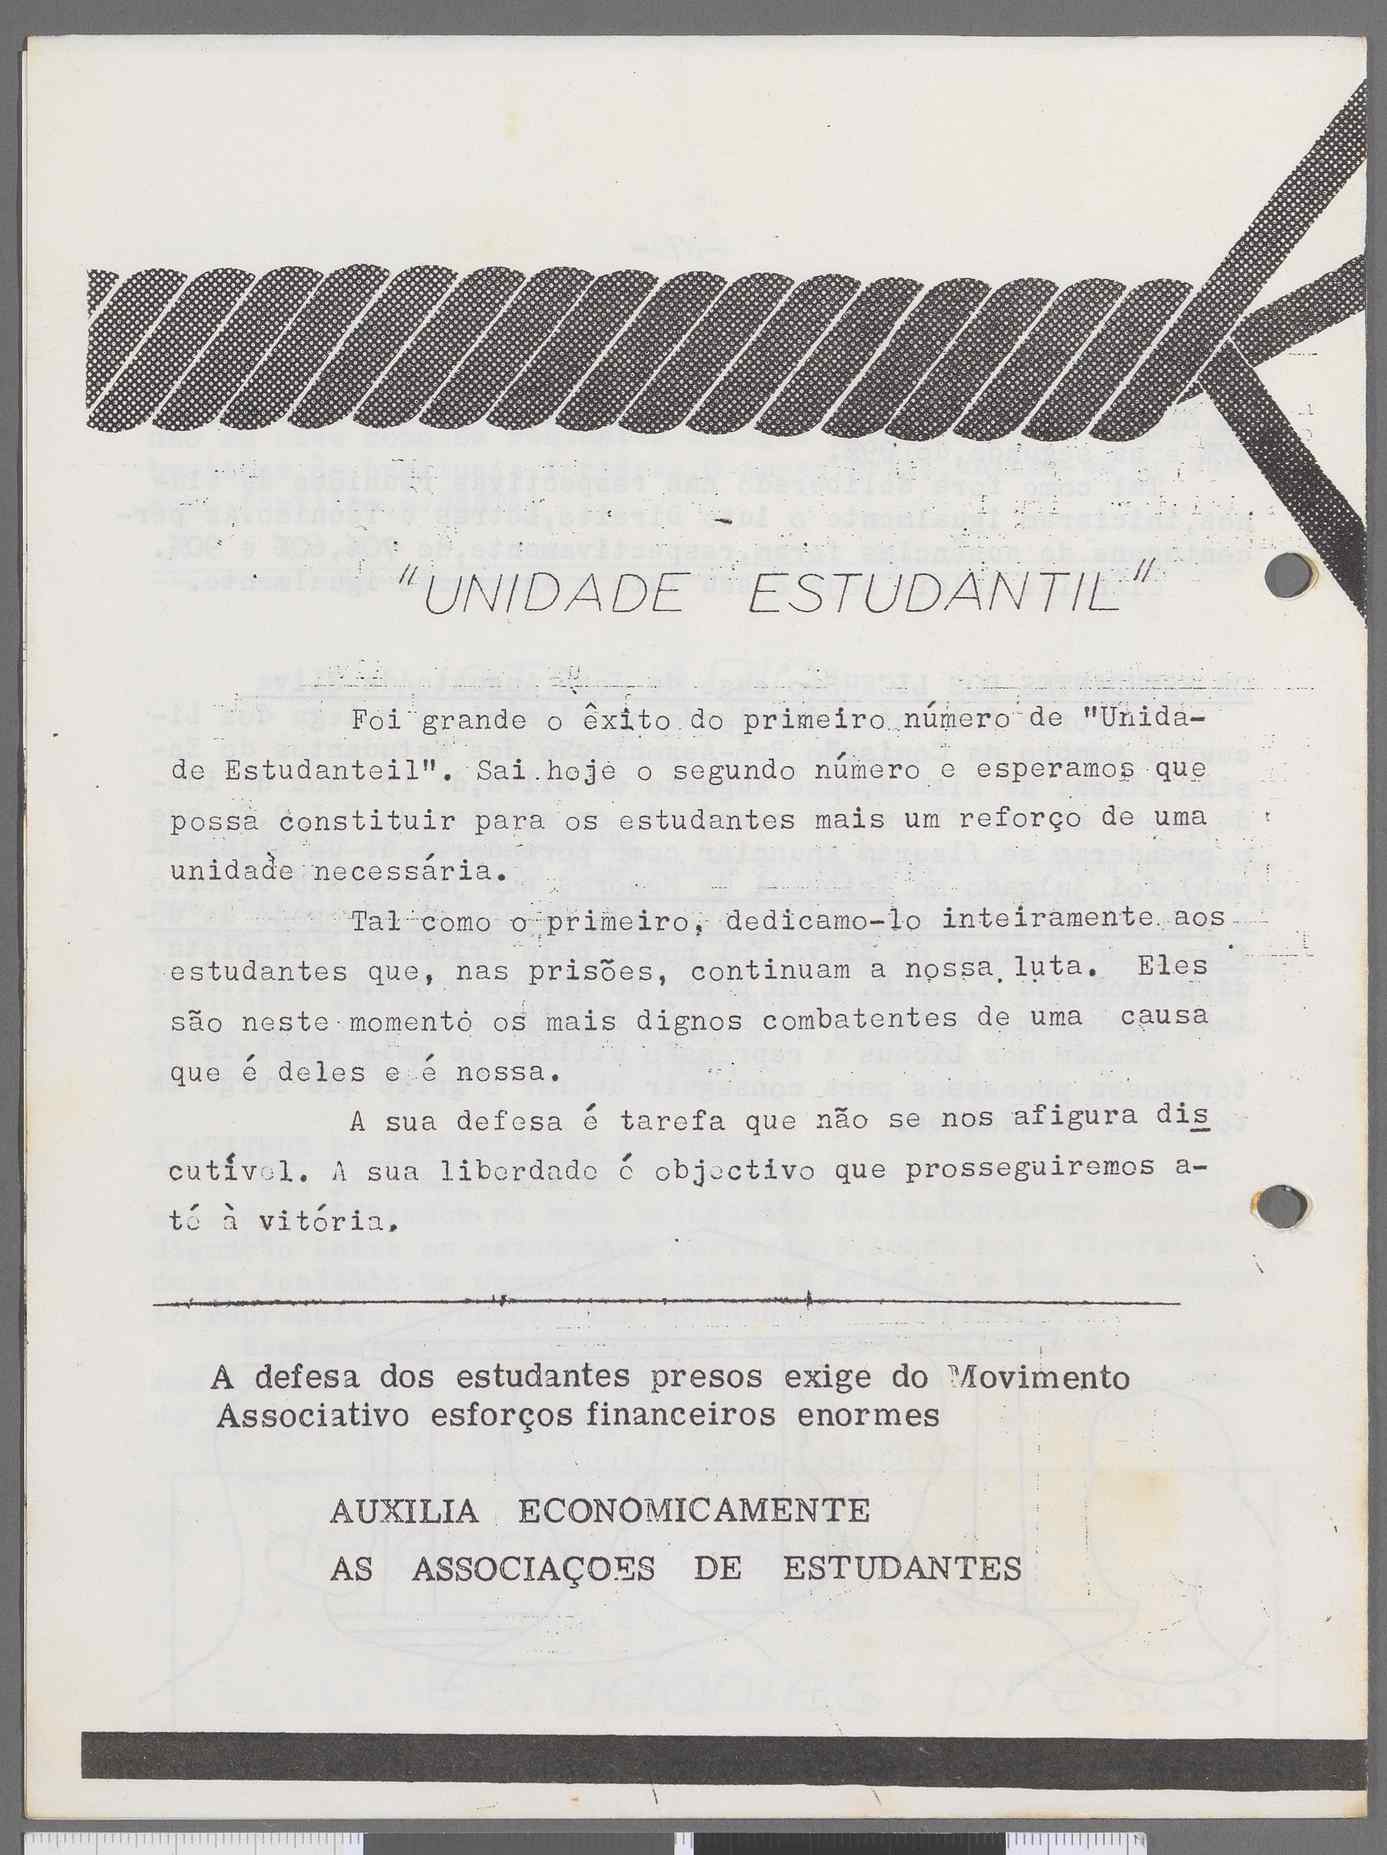 "UNIDADE ESTUDANTIL"
Foi grande o êxito do primeiro número de "Unida-
de Estudanteil". Sai hoje o segundo número e esperamos que
possa constituir para os estudantes mais um reforço de uma
unidade necessária.
Tal como o primeiro, dedicamo-lo inteiramente aos
estudantes que, nas prisões, continuam a nossa luta. Eles
são neste momento os mais dignos combatentes de uma causa
que é deles e é nossa.
A sua defesa é tarefa que não se nos afigura dis
cutível. A sua liberdade é objectivo que prosseguiremos a-
té à vitória.
A defesa dos estudantes presos exige do Movimento
Associativo esforços financeiros enormes
AUXILIA ECONOMICAMENTE
AS ASSOCIAÇOES DE ESTUDANTES